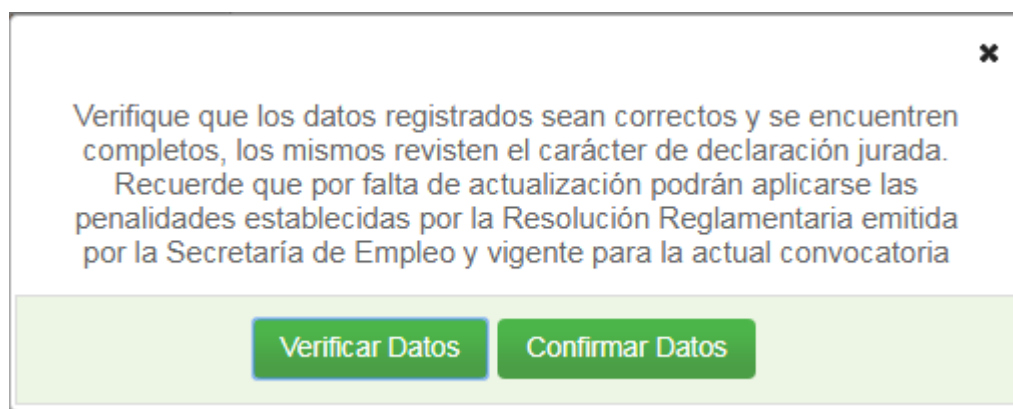 Verifique que los datos registrados sean correctos y se encuentren
completos, los mismos revisten el carácter de declaración jurada.
Recuerde que por falta de actualización podrán aplicarse las
penalidades establecidas por la Resolución Reglamentaria emitida
por la Secretaría de Empleo y vigente para la actual convocatoria
Verificar Datos Confirmar Datos